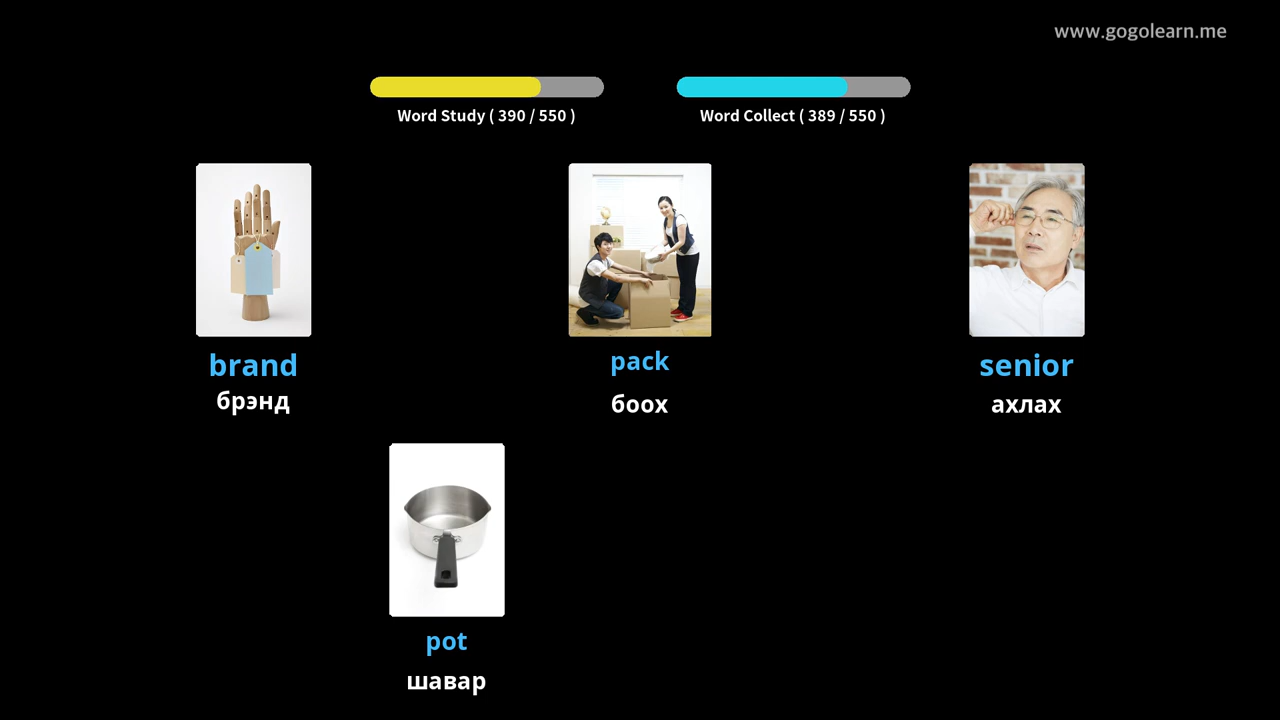 www.gogolearn.me
Word Study ( 390 / 550 )
Word Collect ( 389 / 550 )
brand
брэнд
pack
боох
senior
ахлах
pot
шавар